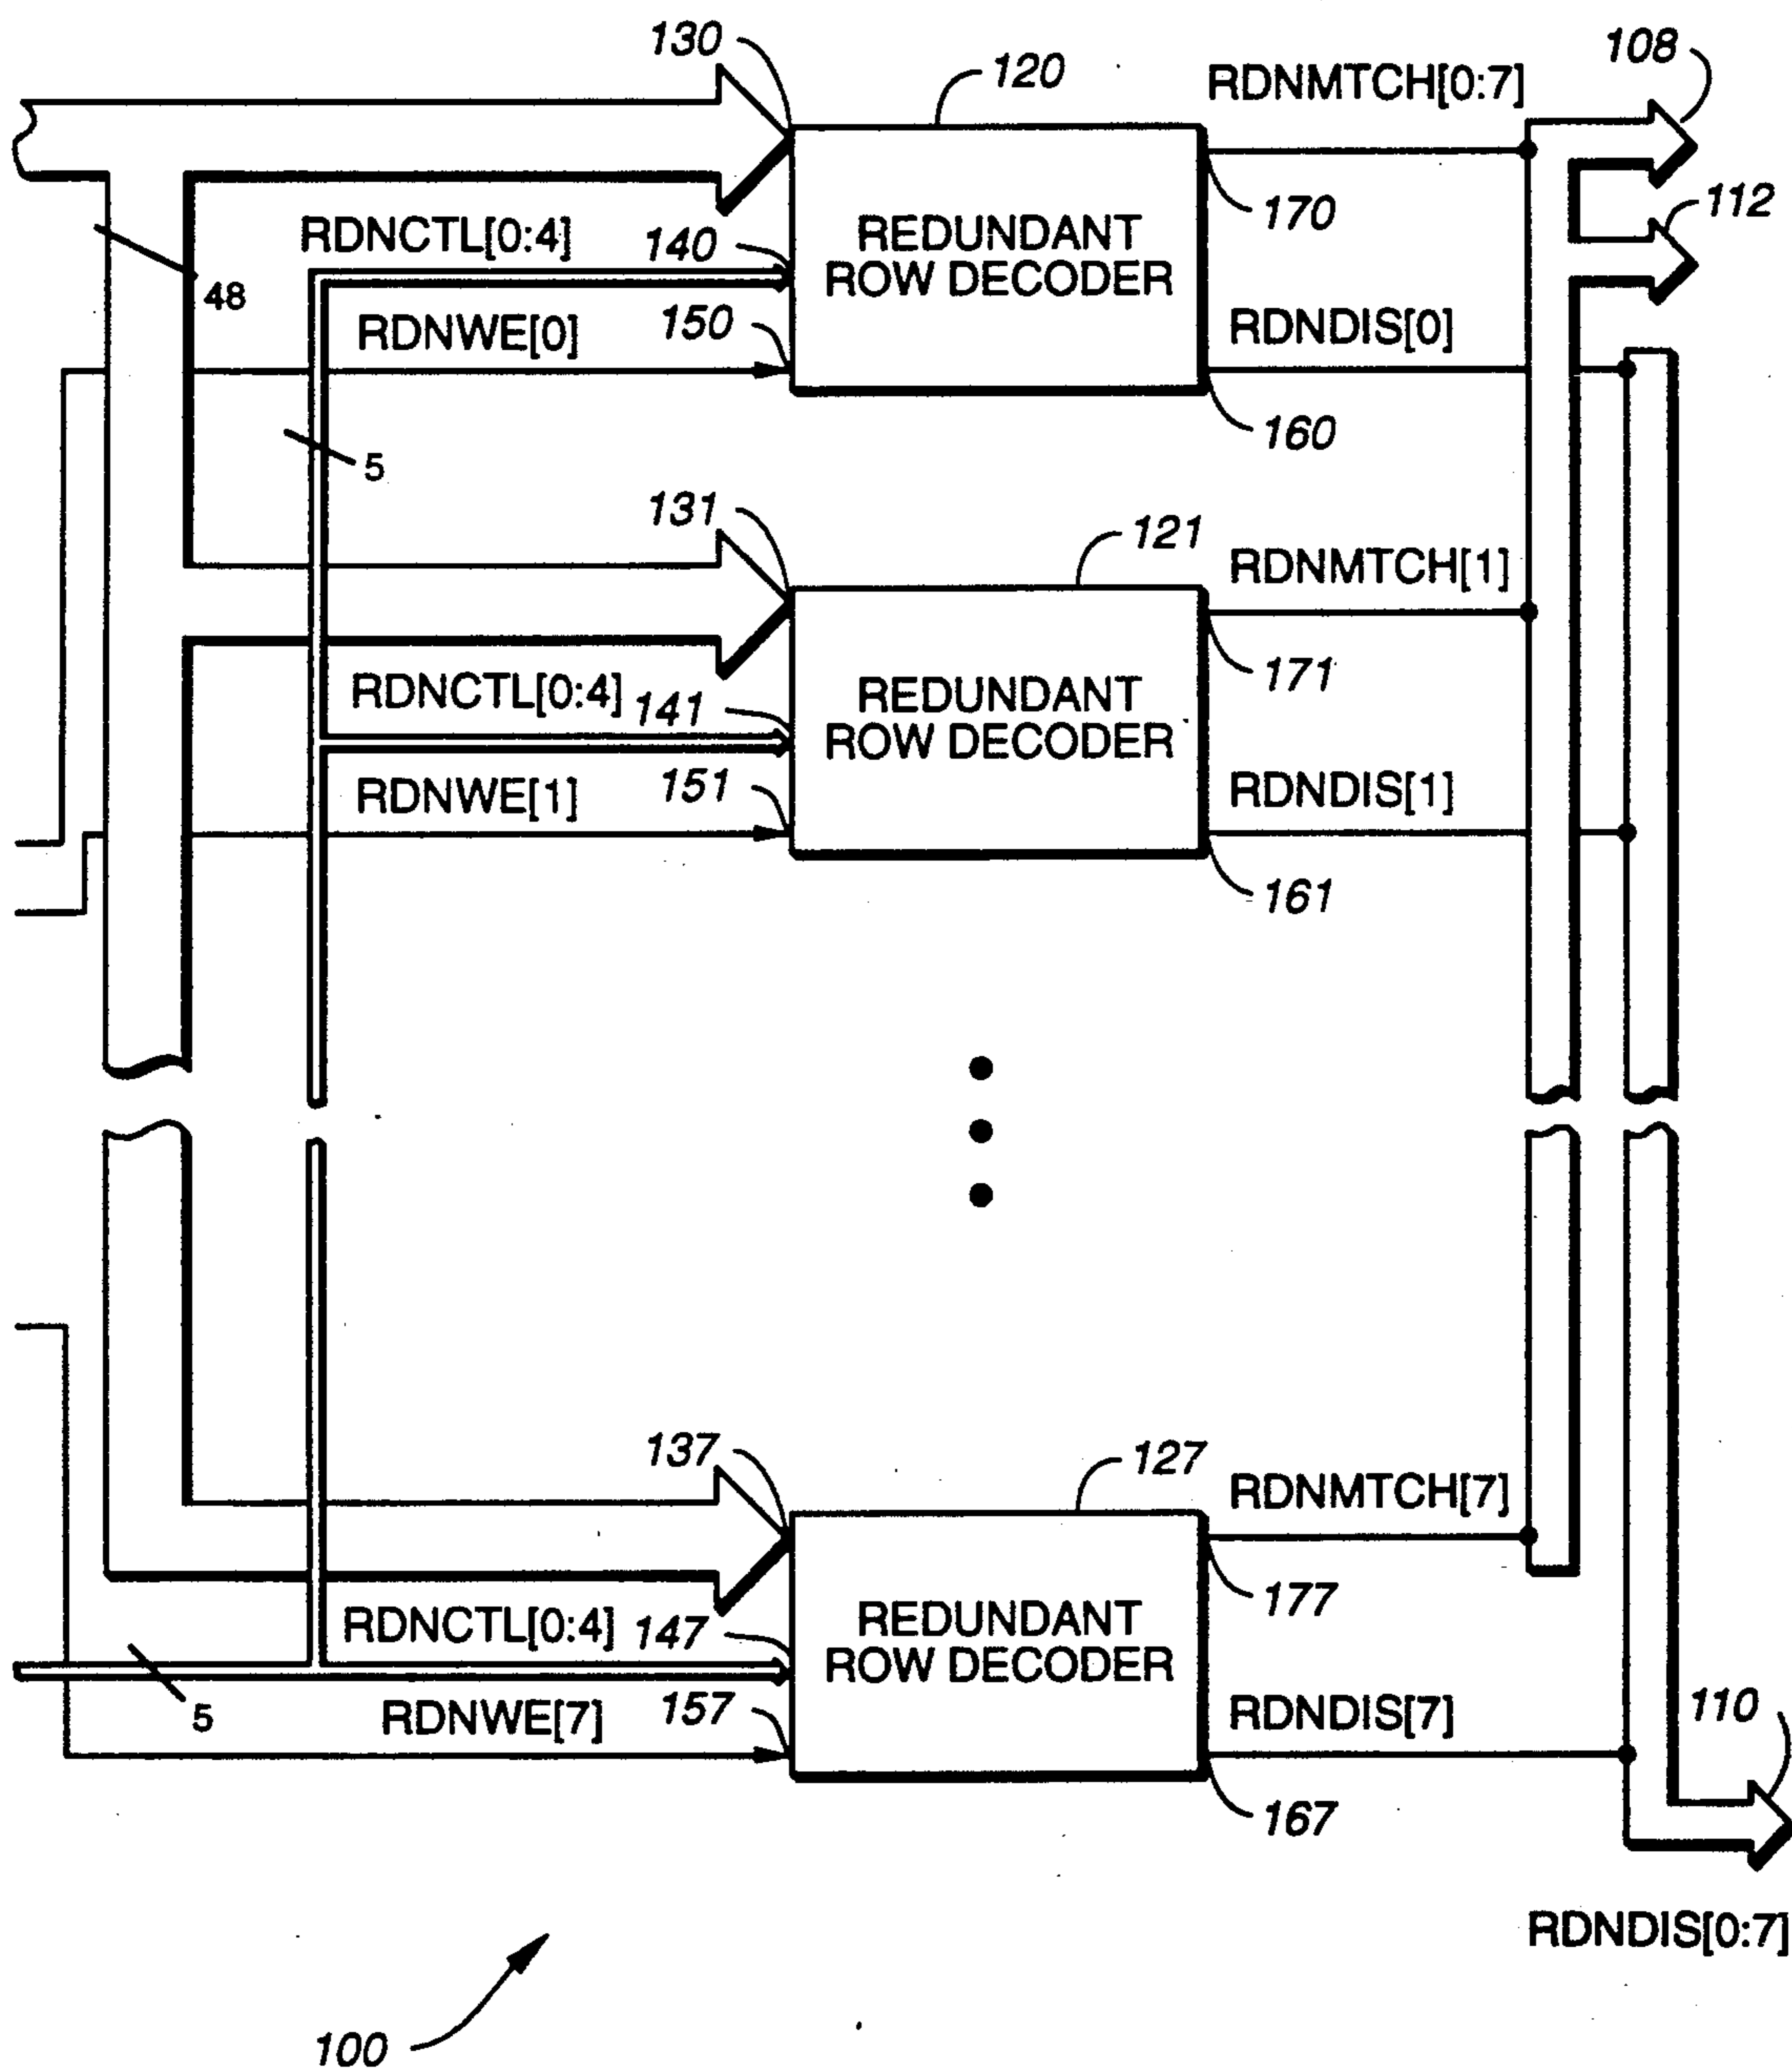 130
120
RDNMTCH[0:7]
108
REDUNDANT
ROW DECODER
170
112
RDNCTL[0:4]
140
48
RDNWE[0]
150
RDNDIS[0]
160
5
131
121
RDNMTCH[1]
REDUNDANT
ROW DECODER
171
RDNCTL[0:4]
141
RDNWE[1]
151
RDNDIS[1]
161
137
127
RDNMTCH[7]
REDUNDANT
ROW DECODER
177
RDNCTL[0:4]
147
5
RDNWE[7]
157
RDNDIS[7]
110
167
RDNDIS[0:7]
100